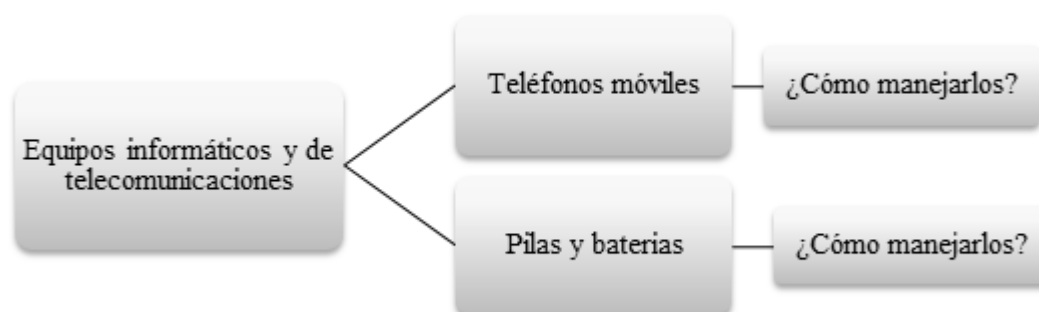 Equipos informáticos y de
telecomunicaciones
Teléfonos móviles
¿Cómo manejarlos?
Pilas y baterias
¿Cómo manejarlos?